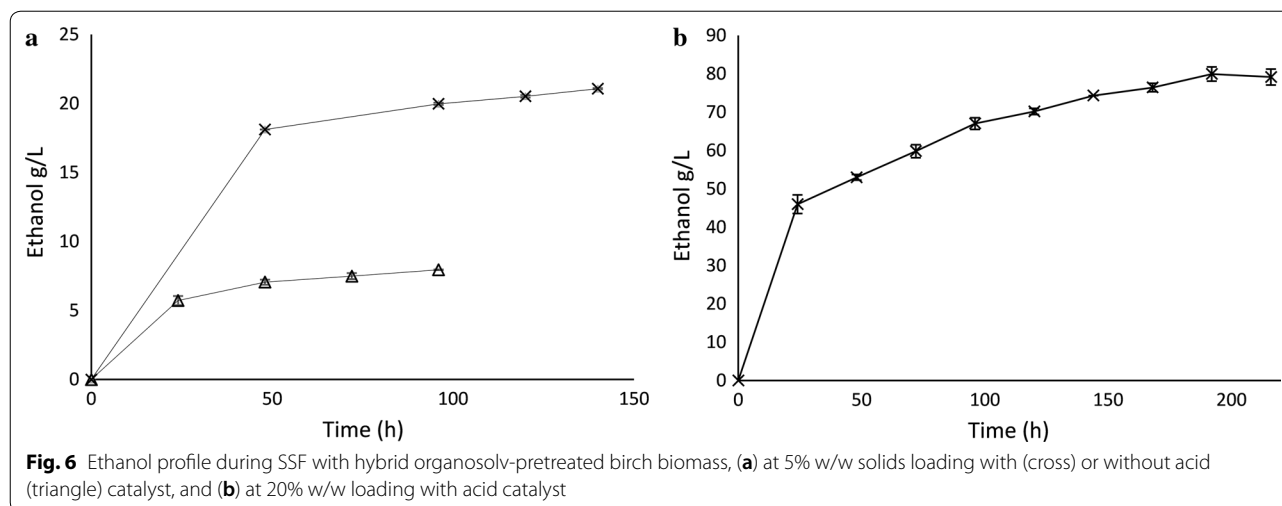 a
25
20
15
10
5
0
Ethanol g/L
0 50 100 150
Time (h)
b
90
80
70
60
50
40
30
20
10
0
Ethanol g/L
0 50 100 150 200
Time (h)
Fig. 6 Ethanol profile during SSF with hybrid organosolv-pretreated birch biomass, (a) at 5% w/w solids loading with (cross) or without acid
(triangle) catalyst, and (b) at 20% w/w loading with acid catalyst